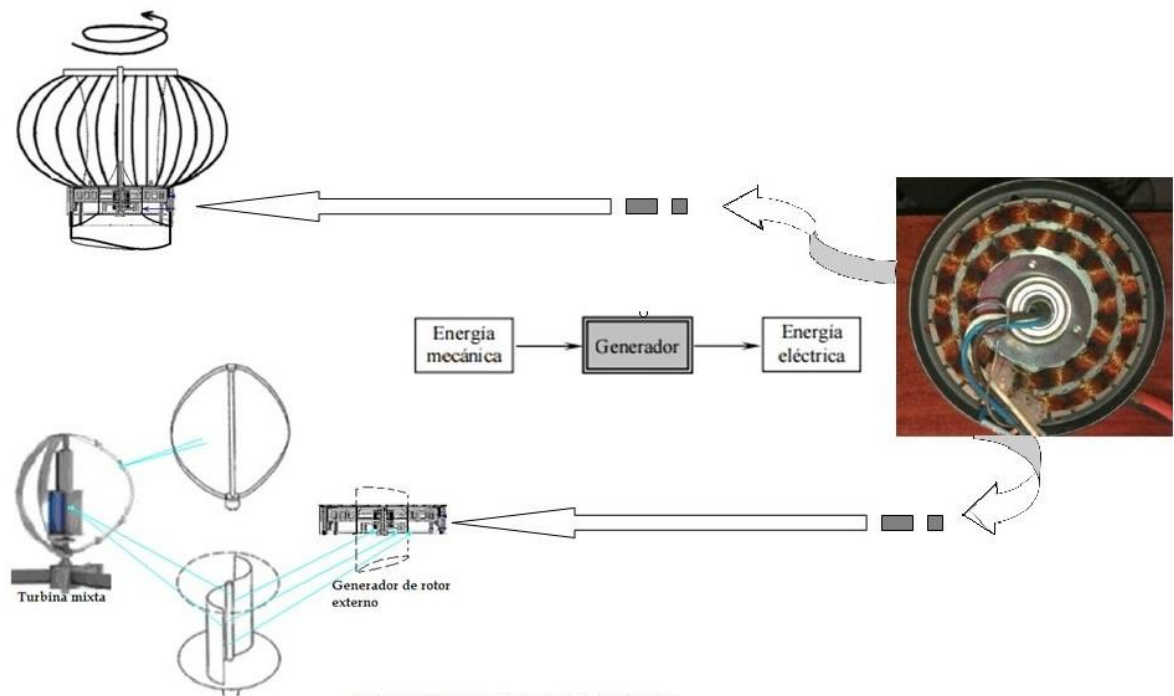 Energía
mecánica
Generador
Energía
eléctrica
Turbina mixta
Generador de rotor
externo